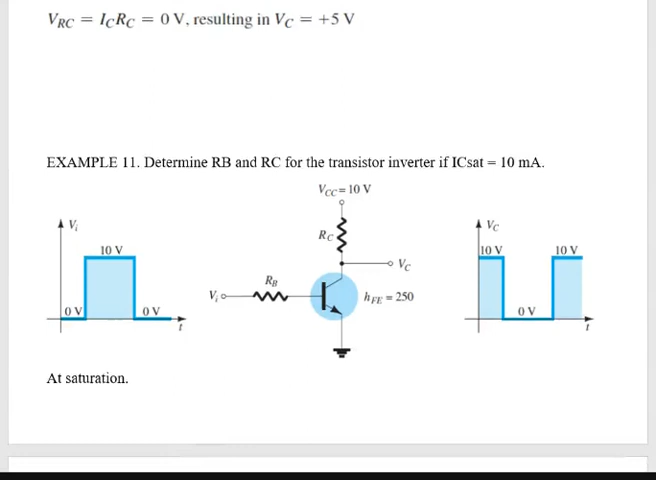 VRC = ICRC = 0 V, resulting in VC = +5 V
EXAMPLE 11. Determine RB and RC for the transistor inverter if ICsat = 10 mA.
VCC = 10 V
Vi
10 V
0 V
0 V
t
Vi
RB
RC
VC
hFE = 250
VC
10 V
10 V
0 V
t
At saturation.